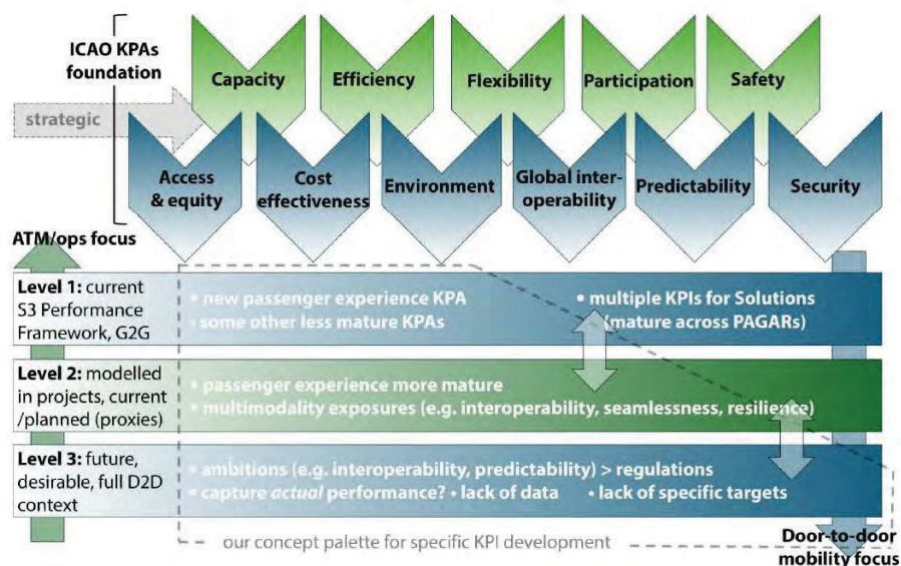 ICAO KPAs
foundation
Capacity
Efficiency
Flexibility
Participation
Safety
strategic
Access
& equity
Cost
effectiveness
Environment
Global inter-
operability
Predictability
Security
ATM/ops focus
Level 1: current
S3 Performance
Framework, G2G
• new passenger experience KPA
• some other less mature KPAs
• multiple KPIs for Solutions
(mature across PAGARs)
Level 2: modelled
in projects, current
/planned (proxies)
• passenger experience more mature
• multimodality exposures (e.g. interoperability, seamlessness, resilience)
Level 3: future,
desirable, full D2D
context
• ambitions (e.g. interoperability, predictability) > regulations
• capture actual performance? • lack of data • lack of specific targets
our concept palette for specific KPI development
Door-to-door
mobility focus